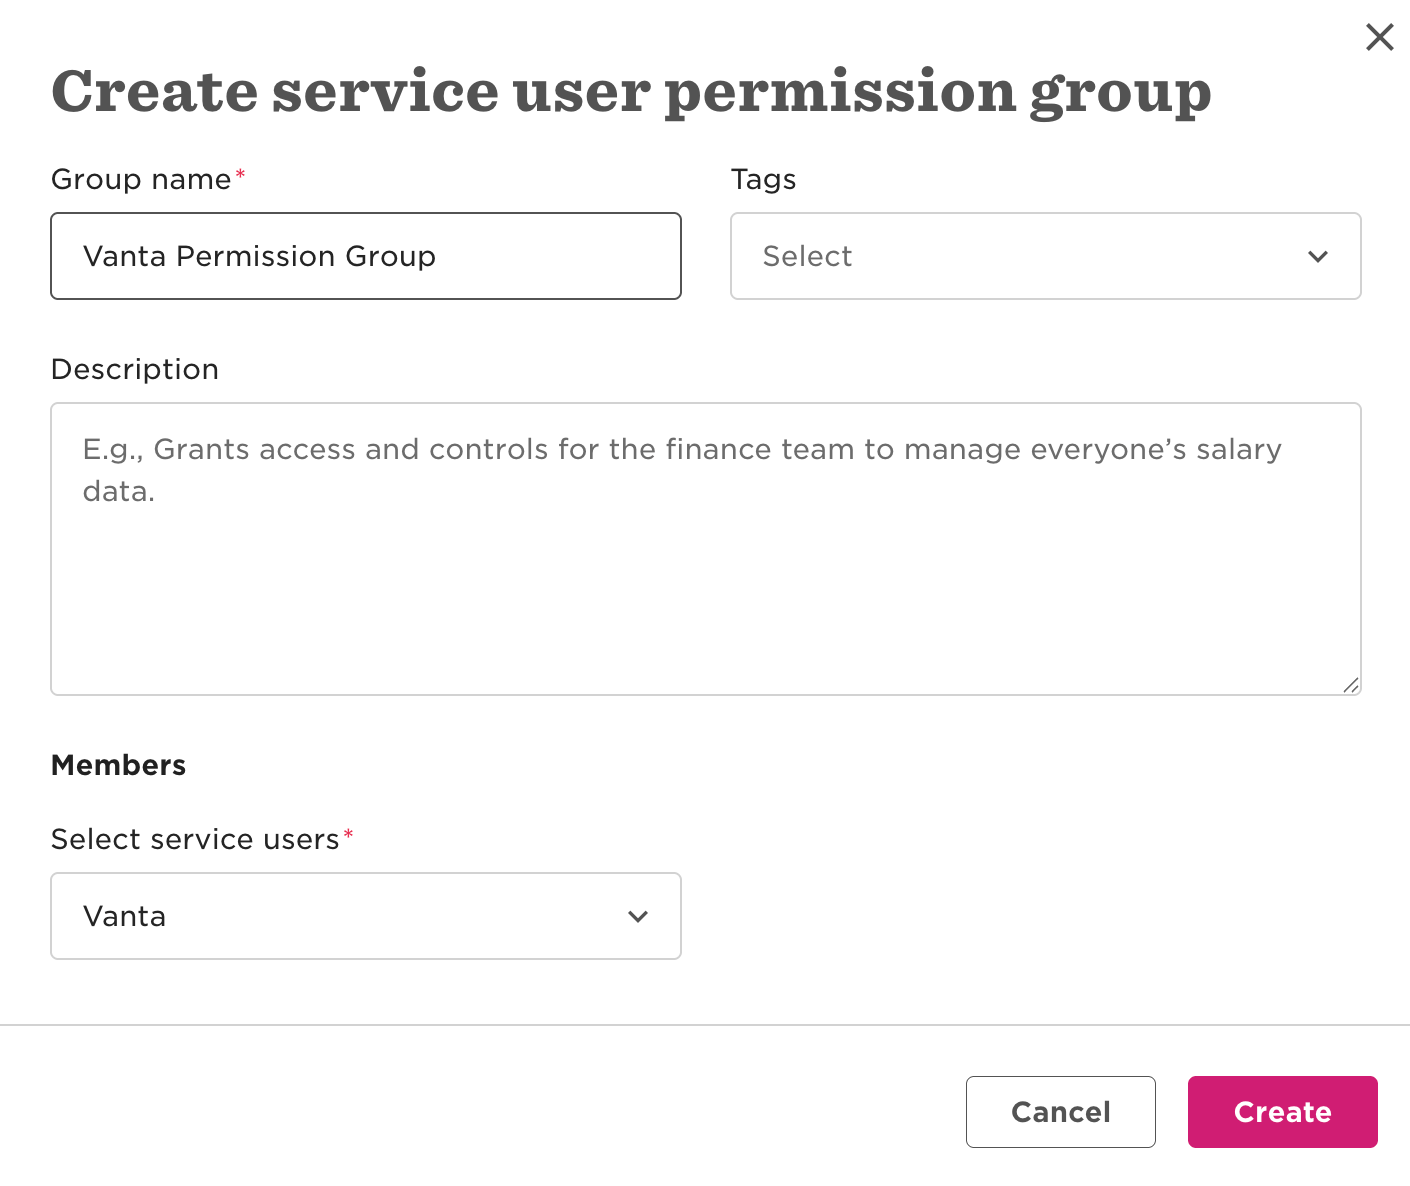 Create service user permission group
Group name*
Tags
Vanta Permission Group
Select
Description
E.g., Grants access and controls for the finance team to manage everyone’s salary
data.
Members
Select service users*
Vanta
Cancel
Create